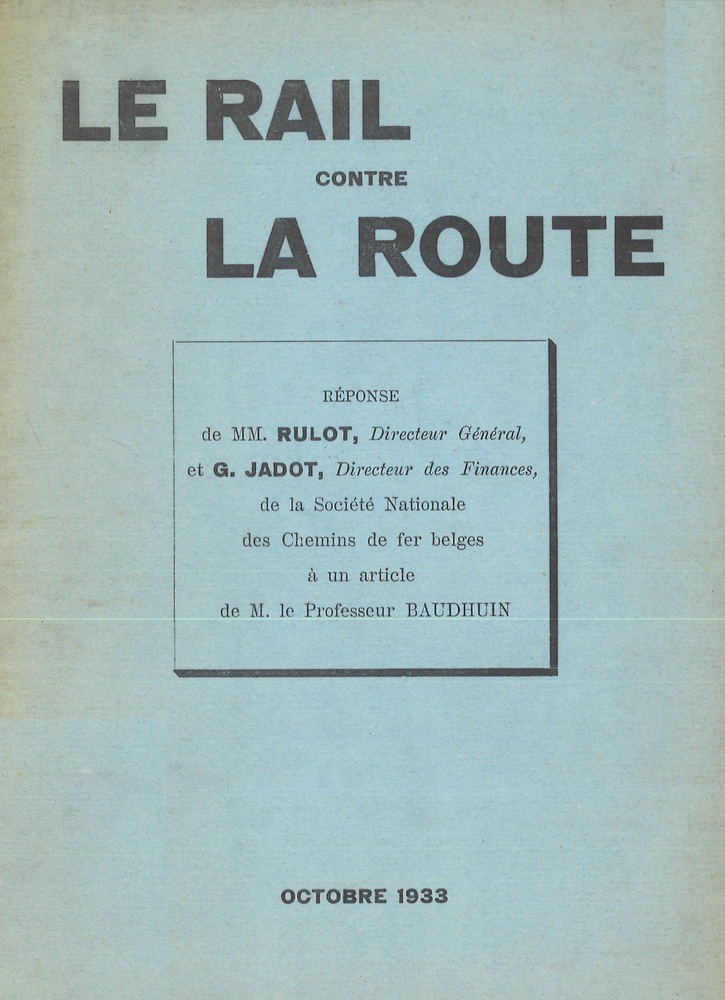 LE RAIL
CONTRE
LA ROUTE
RÉPONSE
de MM. RULOT, Directeur Général,
et G. JADOT, Directeur des Finances,
de la Société Nationale
des Chemins de fer belges
à un article
de M. le Professeur BAUDHUIN
OCTOBRE 1933